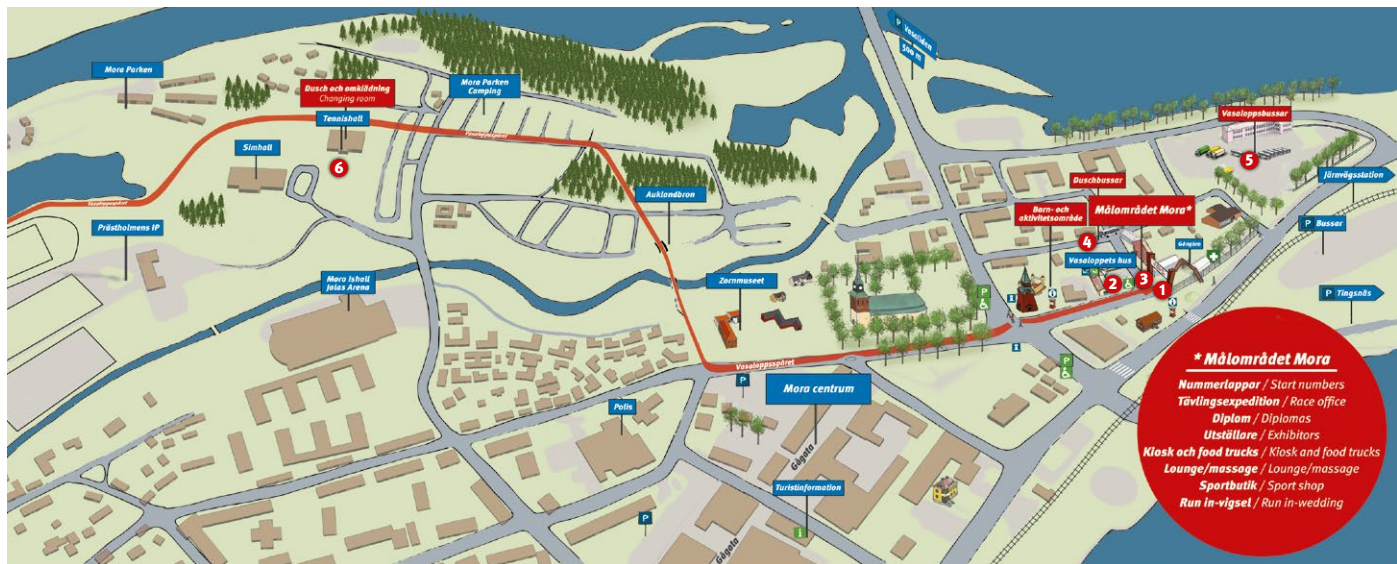 Mora Parken
Dusch och omklädning
Changing room
Tennishall
Simhall
6
Mora Parken
Camping
Vasaloppsspåret
Vasaloppsspåret
Prästholmens IP
Mora Ishall
Jalas Arena
Auklandbron
Zornmuseet
Vasaloppsspåret
P
Mora centrum
Polis
Gågata
Turistinformation
i
P
Gågata
P Vasaliden
500 m
Vasaloppsbussar
5
Duschbussar
Barn- och
aktivitetsområde
Målområdet Mora*
4
Vasaloppets hus
Gångbro
2
3
1
P
P
Järnvägsstation
P Bussar
P Tingsnäs
* Målområdet Mora
Nummerlappar / Start numbers
Tävlingsexpedition / Race office
Diplom / Diplomas
Utställare / Exhibitors
Kiosk och food trucks / Kiosk and food trucks
Lounge/massage / Lounge/massage
Sportbutik / Sport shop
Run in-vigsel / Run in-wedding